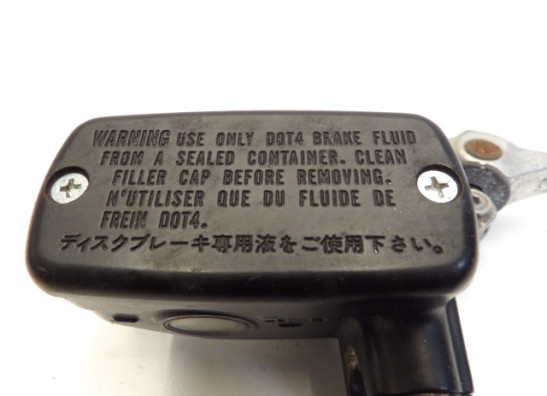 WARNING USE ONLY DOT4 BRAKE FLUID
FROM A SEALED CONTAINER. CLEAN
FILLER CAP BEFORE REMOVING.
N'UTILISER QUE DU FLUIDE DE
FREIN DOT4.
ディスクブレーキ専用液をご使用下さい。